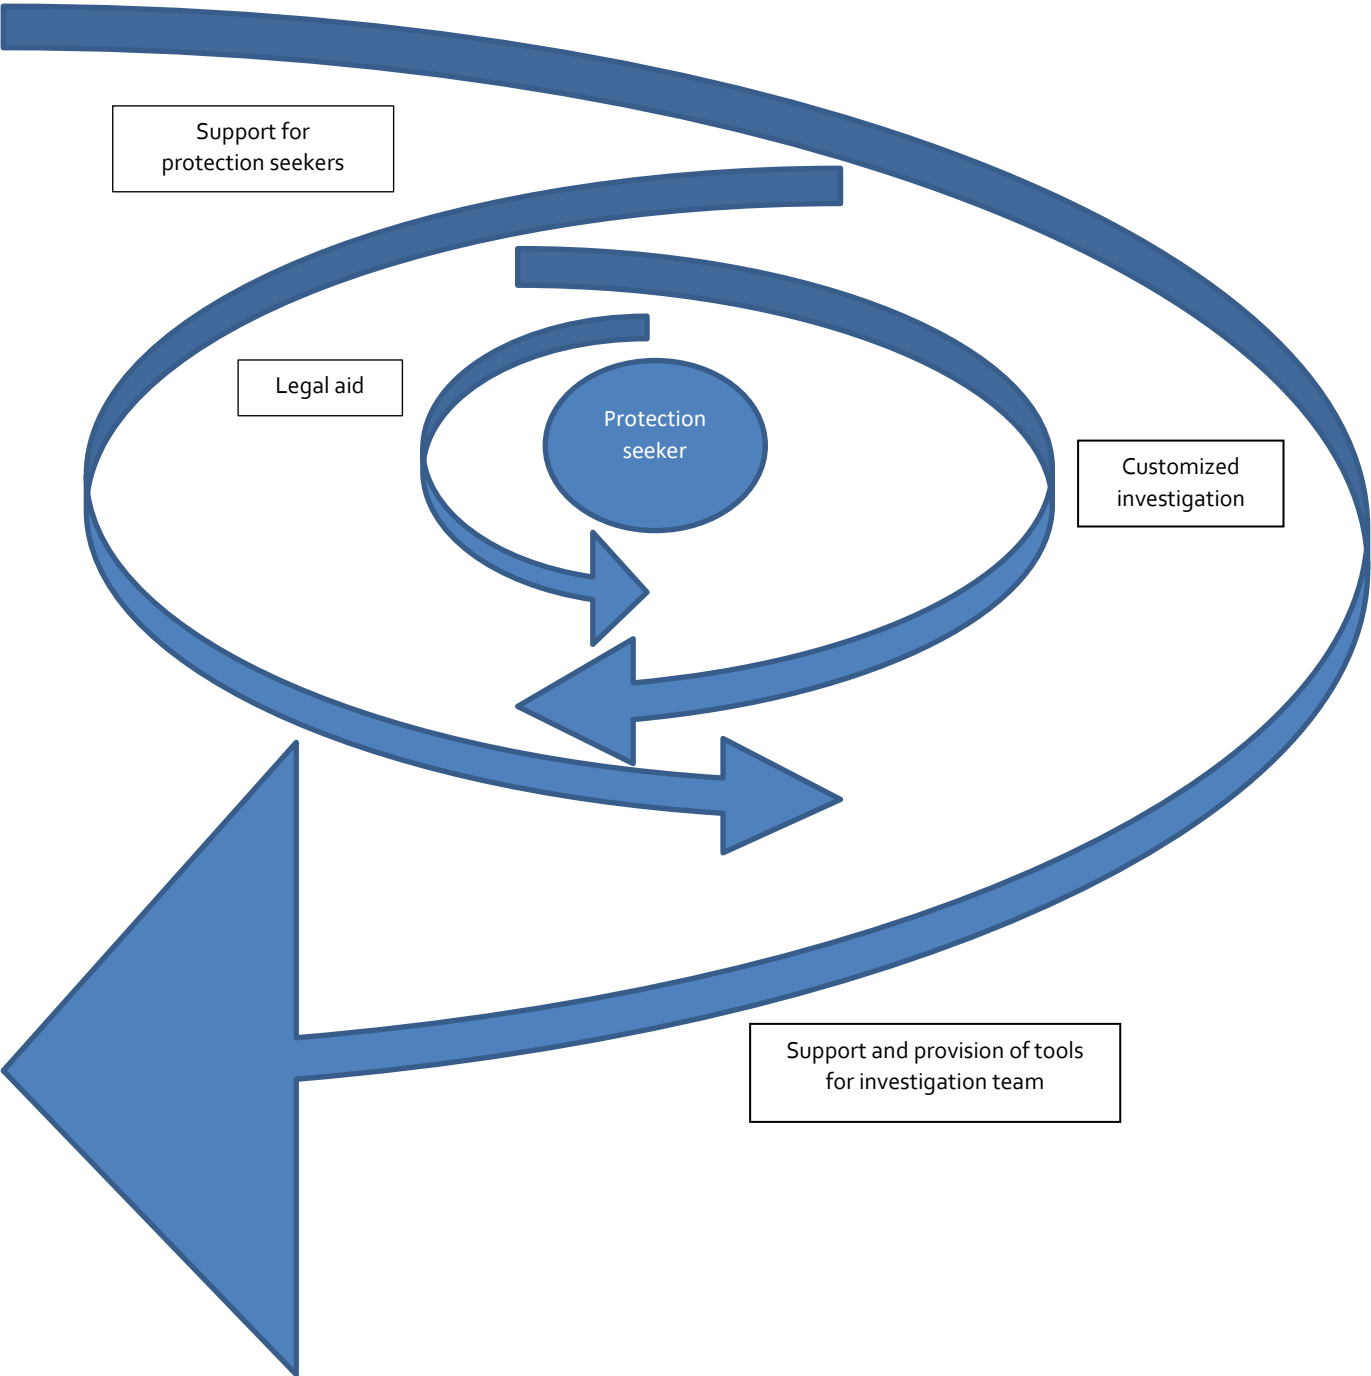 Support for
protection seekers
Legal aid
Protection
seeker
Customized
investigation
Support and provision of tools
for investigation team